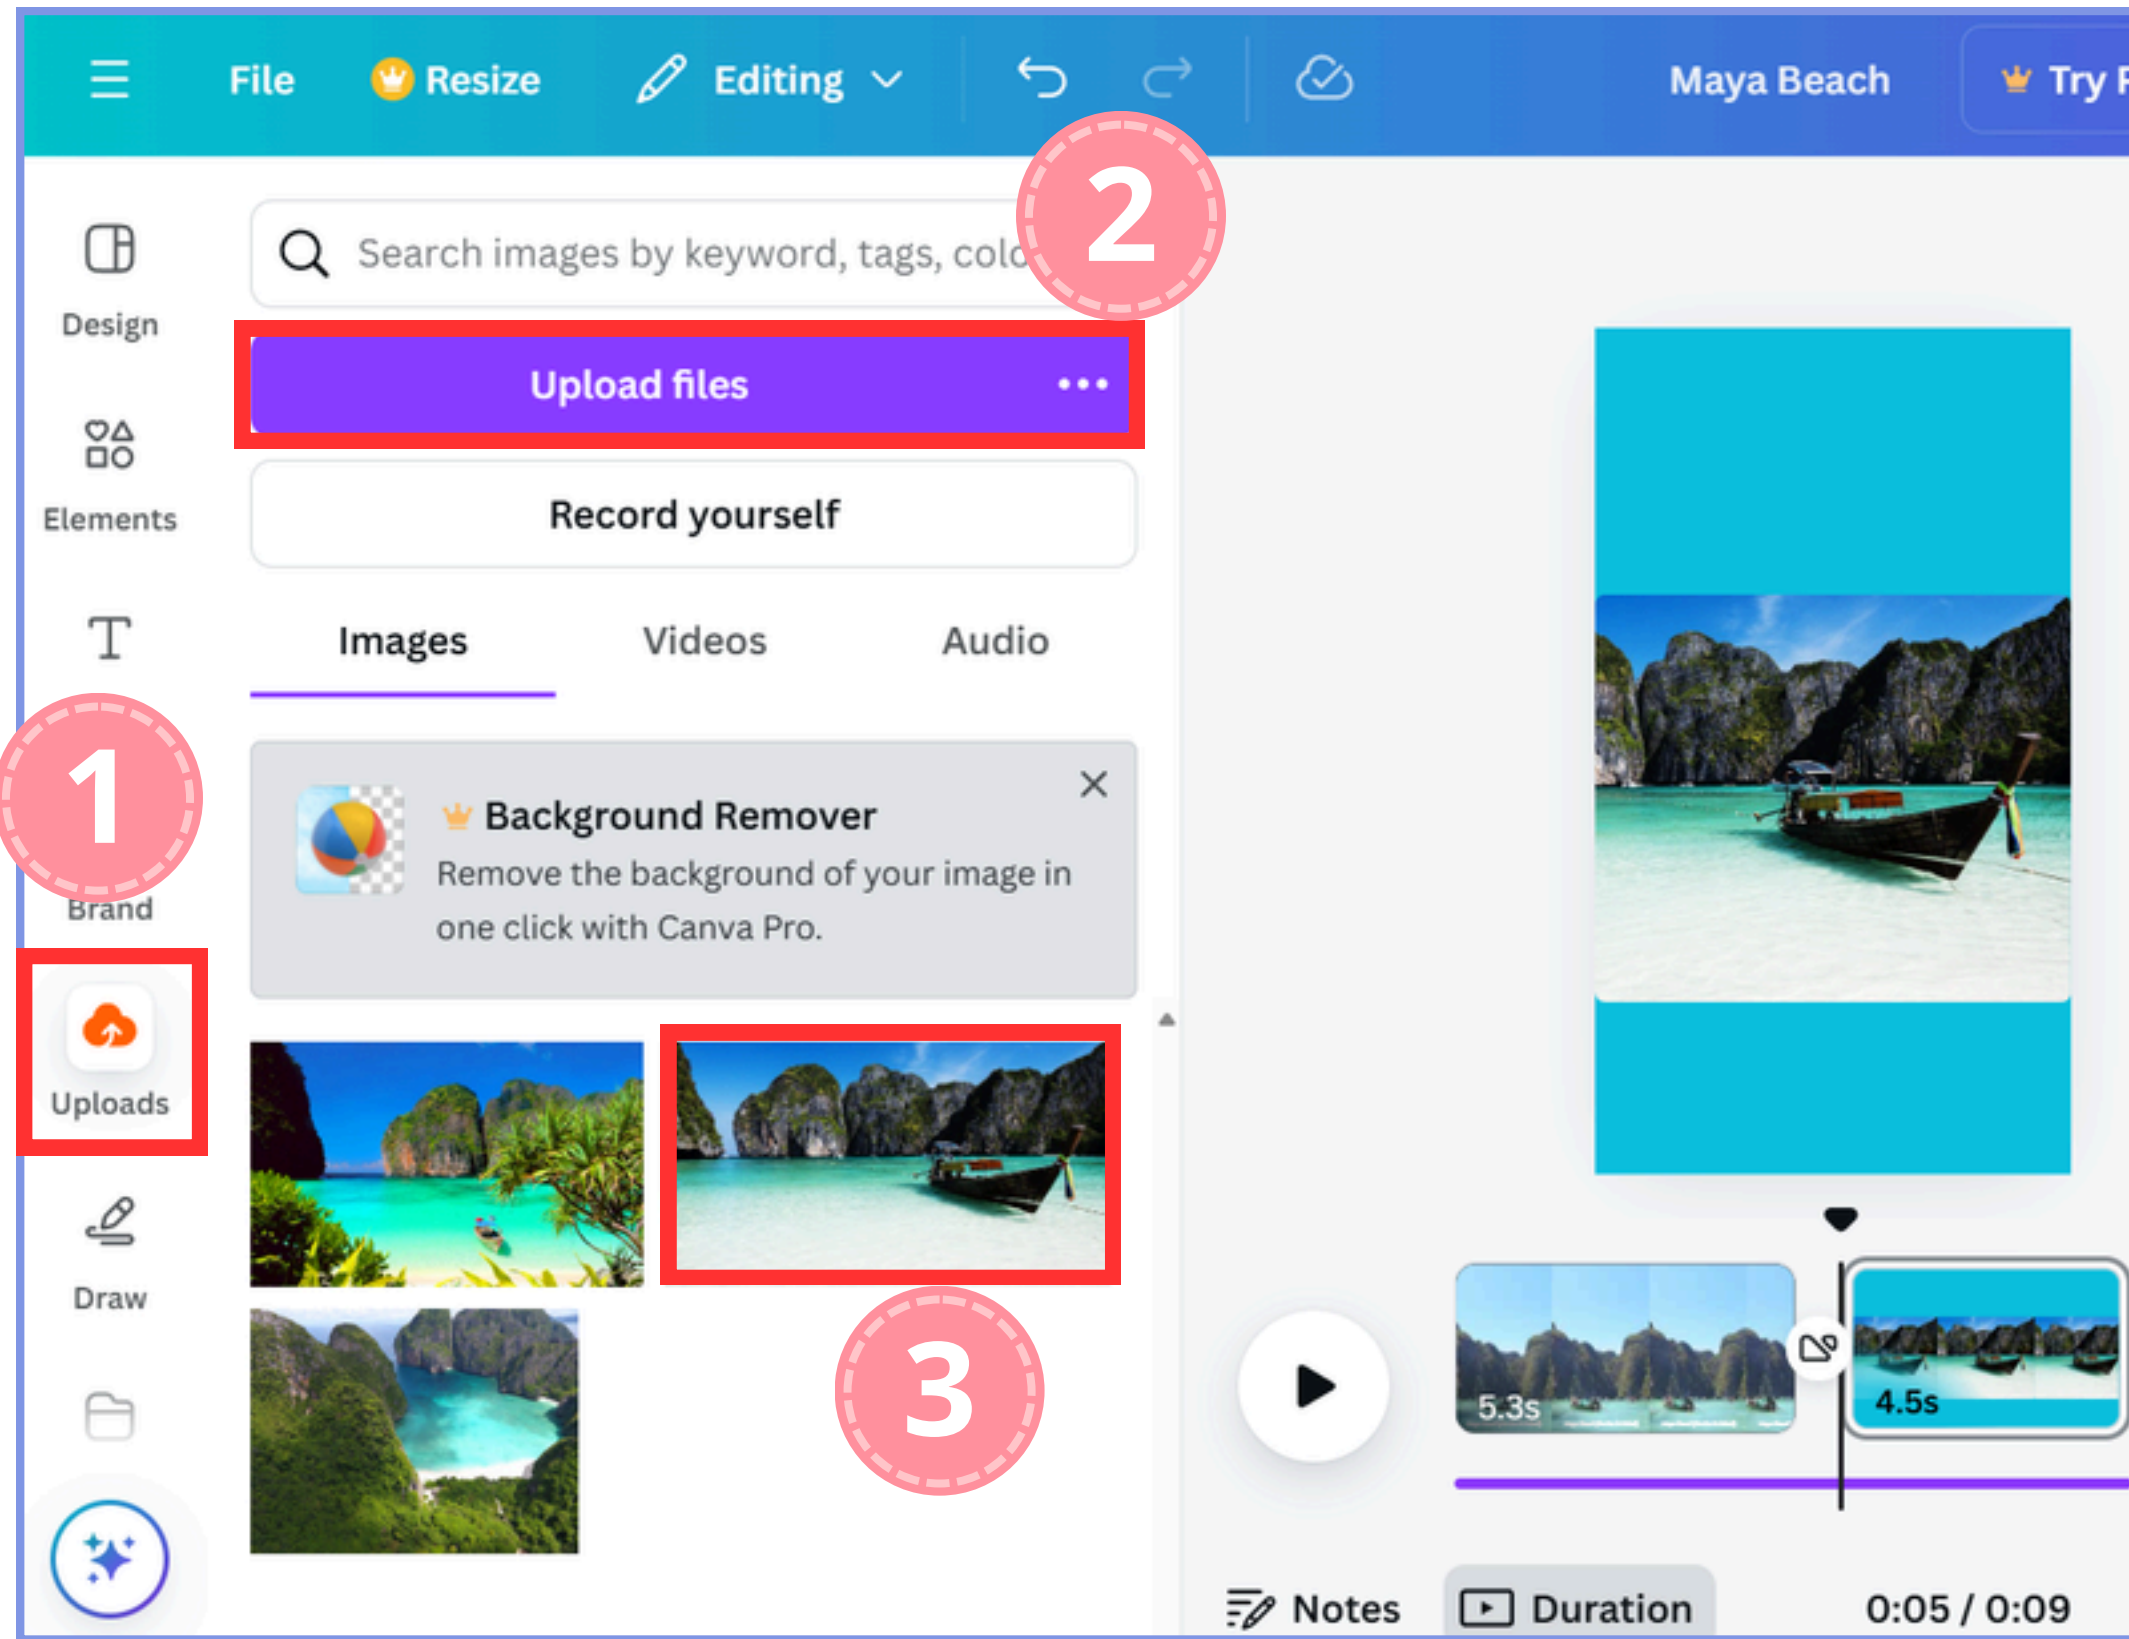 File
Resize
Editing
Maya Beach
Try
2
Search images by keyword, tags,
Design
Upload files
Elements
Record yourself
T
Images
Videos
Audio
1
Background Remover
Remove the background of your image in
one click with Canva Pro.
Brand
Uploads
Draw
3
5.3s
4.5s
Notes
Duration
0:05 / 0:09